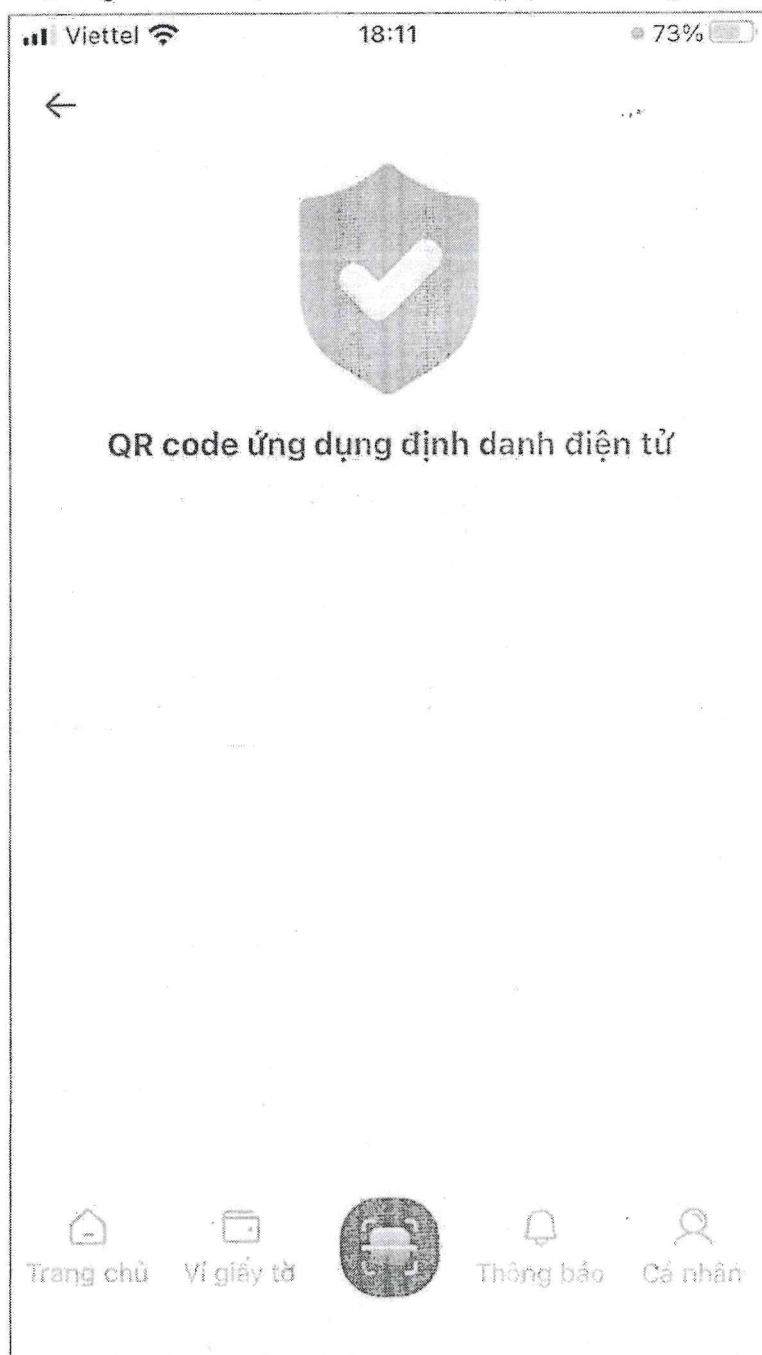 Viettel 18:11 73%
QR code ứng dụng định danh điện tử
Trang chủ Ví giấy tờ Thông báo Cá nhân